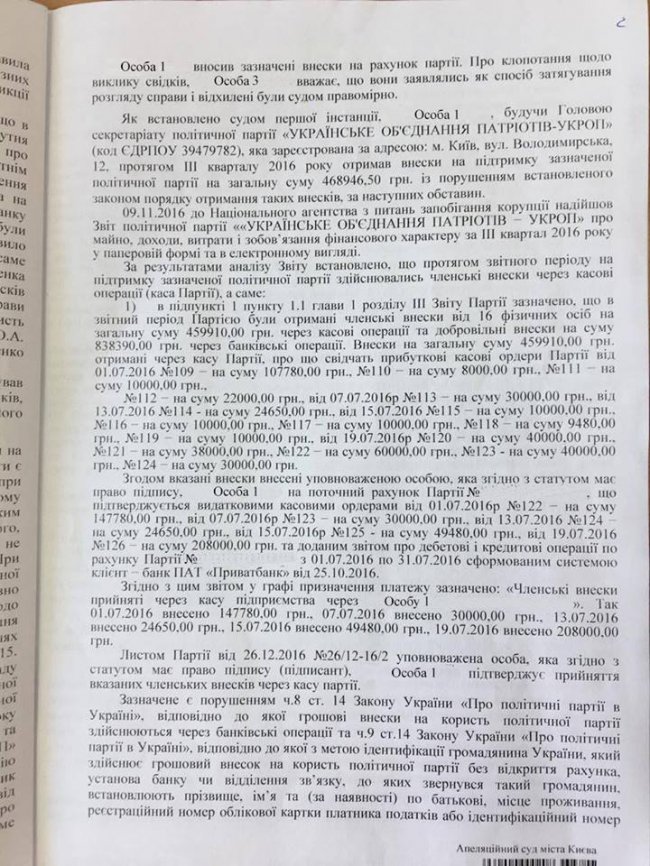 2
Особа 1 вносив зазначені внески на рахунок партії. Про клопотання щодо
виклику свідків, Особа 3 вважає, що вони заявлялись як спосіб затягування
розгляду справи і відхилені були судом правомірно.
Як встановлено судом першої інстанції, Особа 1 , будучи Головою
секретаріату політичної партії «УКРАЇНСЬКЕ ОБ'ЄДНАННЯ ПАТРІОТІВ-УКРОП»
(код ЄДРПОУ 39479782), яка зареєстрована за адресою: м. Київ, вул. Володимирська,
12, протягом ІІІ кварталу 2016 року отримав внески на підтримку зазначеної
політичної партії на загальну суму 468946,50 грн. із порушенням встановленого
законом порядку отримання таких внесків, за наступних обставин.
09.11.2016 до Національного агентства з питань запобігання корупції надійшов
Звіт політичної партії ««УКРАЇНСЬКЕ ОБ'ЄДНАННЯ ПАТРІОТІВ – УКРОП» про
майно, доходи, витрати і зобов'язання фінансового характеру за ІІІ квартал 2016 року
у паперовій формі та в електронному вигляді.
За результатами аналізу Звіту встановлено, що протягом звітного періоду на
підтримку зазначеної політичної партії здійснювались членські внески через касові
операції (каса Партії), а саме:
1) в підпункті 1 пункту 1.1 глави 1 розділу ІІІ Звіту Партії зазначено, що в
звітний період Партією були отримані членські внески від 16 фізичних осіб на
загальну суму 459910,00 грн. через касові операції та добровільні внески на суму
838390,00 грн. через банківські операції. Внески на загальну суму 459910,00 грн.
отримані через касу Партії, про що свідчать прибуткові касові ордери Партії від
01.07.2016 №109 – на суму 107780,00 грн., №110 – на суму 8000,00 грн., №111 – на
суму 10000,00 грн.,
№112 – на суму 22000,00 грн., від 07.07.2016р №113 – на суму 30000,00 грн., від
13.07.2016 №114 - на суму 24650,00 грн., від 15.07.2016 №115 – на суму 10000,00 грн.,
№116 – на суму 10000,00 грн., №117 – на суму 10000,00 грн., №118 – на суму 9480,00
грн., №119 – на суму 10000,00 грн., від 19.07.2016р №120 – на суму 40000,00 грн.,
№121 – на суму 38000,00 грн., №122 – на суму 60000,00 грн., №123 - на суму 40000,00
грн., №124 – на суму 30000,00 грн.
Згодом вказані внески внесені уповноваженою особою, яка згідно з статутом має
право підпису, Особа 1 на поточний рахунок Партії № , що
підтверджується видатковими касовими ордерами від 01.07.2016р №122 – на суму
147780,00 грн., від 07.07.2016р №123 – на суму 30000,00 грн., від 13.07.2016 №124 –
на суму 24650,00 грн., від 15.07.2016р №125 - на суму 49480,00 грн., від 19.07.2016
№126 – на суму 208000,00 грн. та доданим звітом про дебетові і кредитові операції по
рахунку Партії № з 01.07.2016 по 31.07.2016 сформованим системою
клієнт – банк ПАТ «Приватбанк» від 25.10.2016.
Згідно з цим звітом у графі призначення платежу зазначено: «Членські внески
прийняті через касу підприємства через Особу 1 ». Так
01.07.2016 внесено 147780,00 грн., 07.07.2016 внесено 30000,00 грн., 13.07.2016
внесено 24650,00 грн., 15.07.2016 внесено 49480,00 грн., 19.07.2016 внесено 208000,00
грн.
Листом Партії від 26.12.2016 №26/12-16/2 уповноважена особа, яка згідно з
статутом має право підпису (підписант), Особа 1 підтверджує прийняття
вказаних членських внесків через касу партії.
Зазначене є порушенням ч.8 ст. 14 Закону України «Про політичні партії в
Україні», відповідно до якої грошові внески на користь політичної партії
здійснюються через банківські операції та ч.9 ст.14 Закону України «Про політичні
партії в Україні», відповідно до якої з метою ідентифікації громадянина України, який
здійснює грошовий внесок на користь політичної партії без відкриття рахунка,
установа банку чи відділення зв'язку, до яких звернувся такий громадянин,
встановлюють прізвище, ім'я та (за наявності) по батькові, місце проживання,
реєстраційний номер облікової картки платника податків або ідентифікаційний номер
Апеляційний суд міста Києва